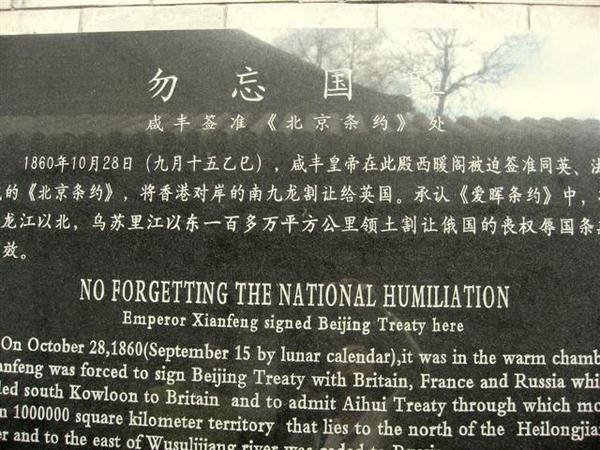 勿忘国耻
咸丰签准《北京条约》处
1860年10月28日（九月十五乙巳），咸丰皇帝在此殿西暖阁被迫签准同英、法
的《北京条约》，将香港对岸的南九龙割让给英国。承认《爱晖条约》中，
龙江以北，乌苏里江以东一百多万平方公里领土割让俄国的丧权辱国条
效。
NO FORGETTING THE NATIONAL HUMILIATION
Emperor Xianfeng signed Beijing Treaty here
On October 28,1860(September 15 by lunar calendar),it was in the warm chamb
anfeng was forced to sign Beijing Treaty with Britain, France and Russia whi
led south Kowloon to Britain and to admit Aihui Treaty through which mo
n 1000000 square kilometer territory that lies to the north of the Heilongjia
er and to the east of Wusulijiang river was ceded to